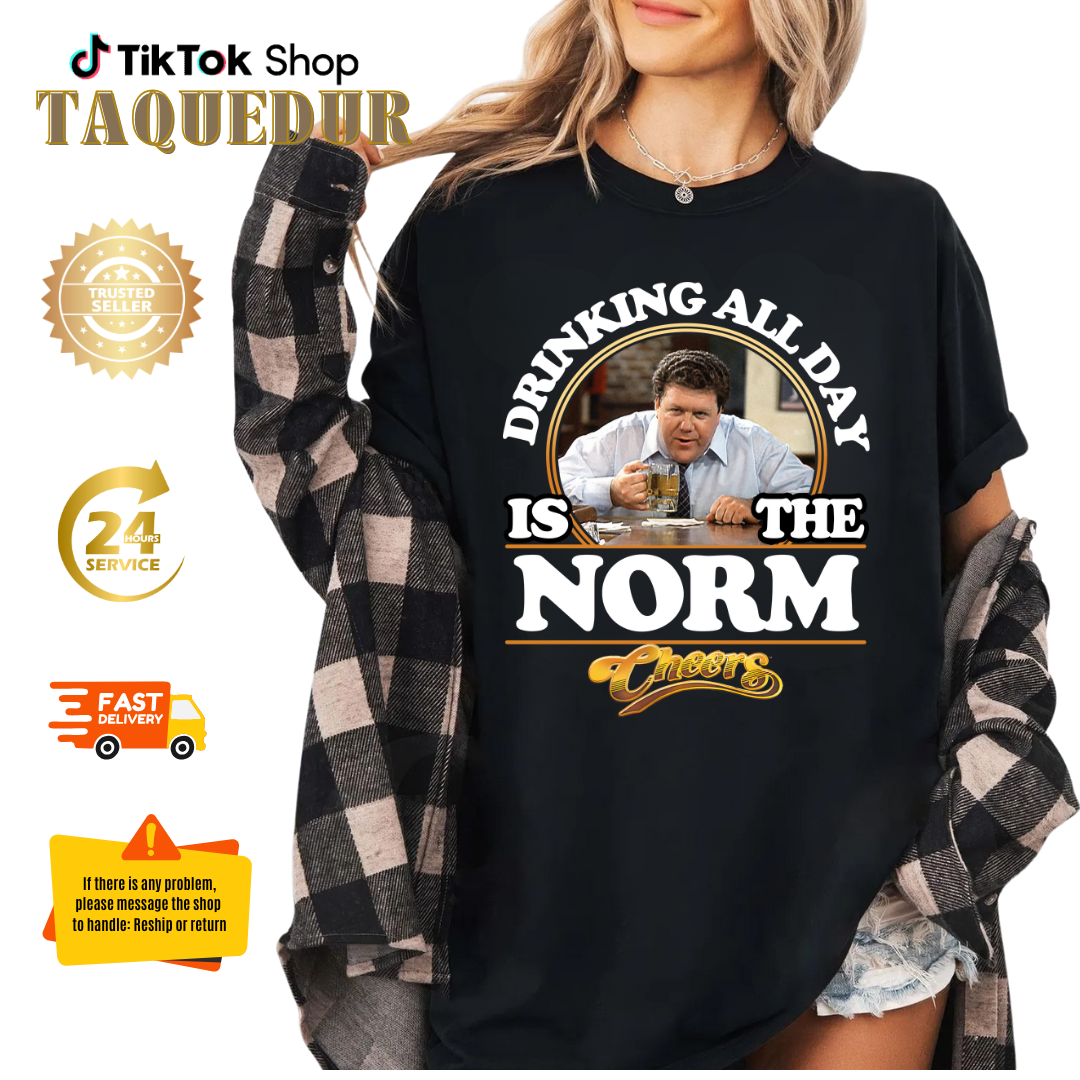 TikTok Shop
TAQUEDUR
TRUSTED
SELLER
24
HOURS
SERVICE
FAST
DELIVERY
If there is any problem,
please message the shop
to handle: Reship or return
DRINKING ALL DAY
IS THE
NORM
Cheers